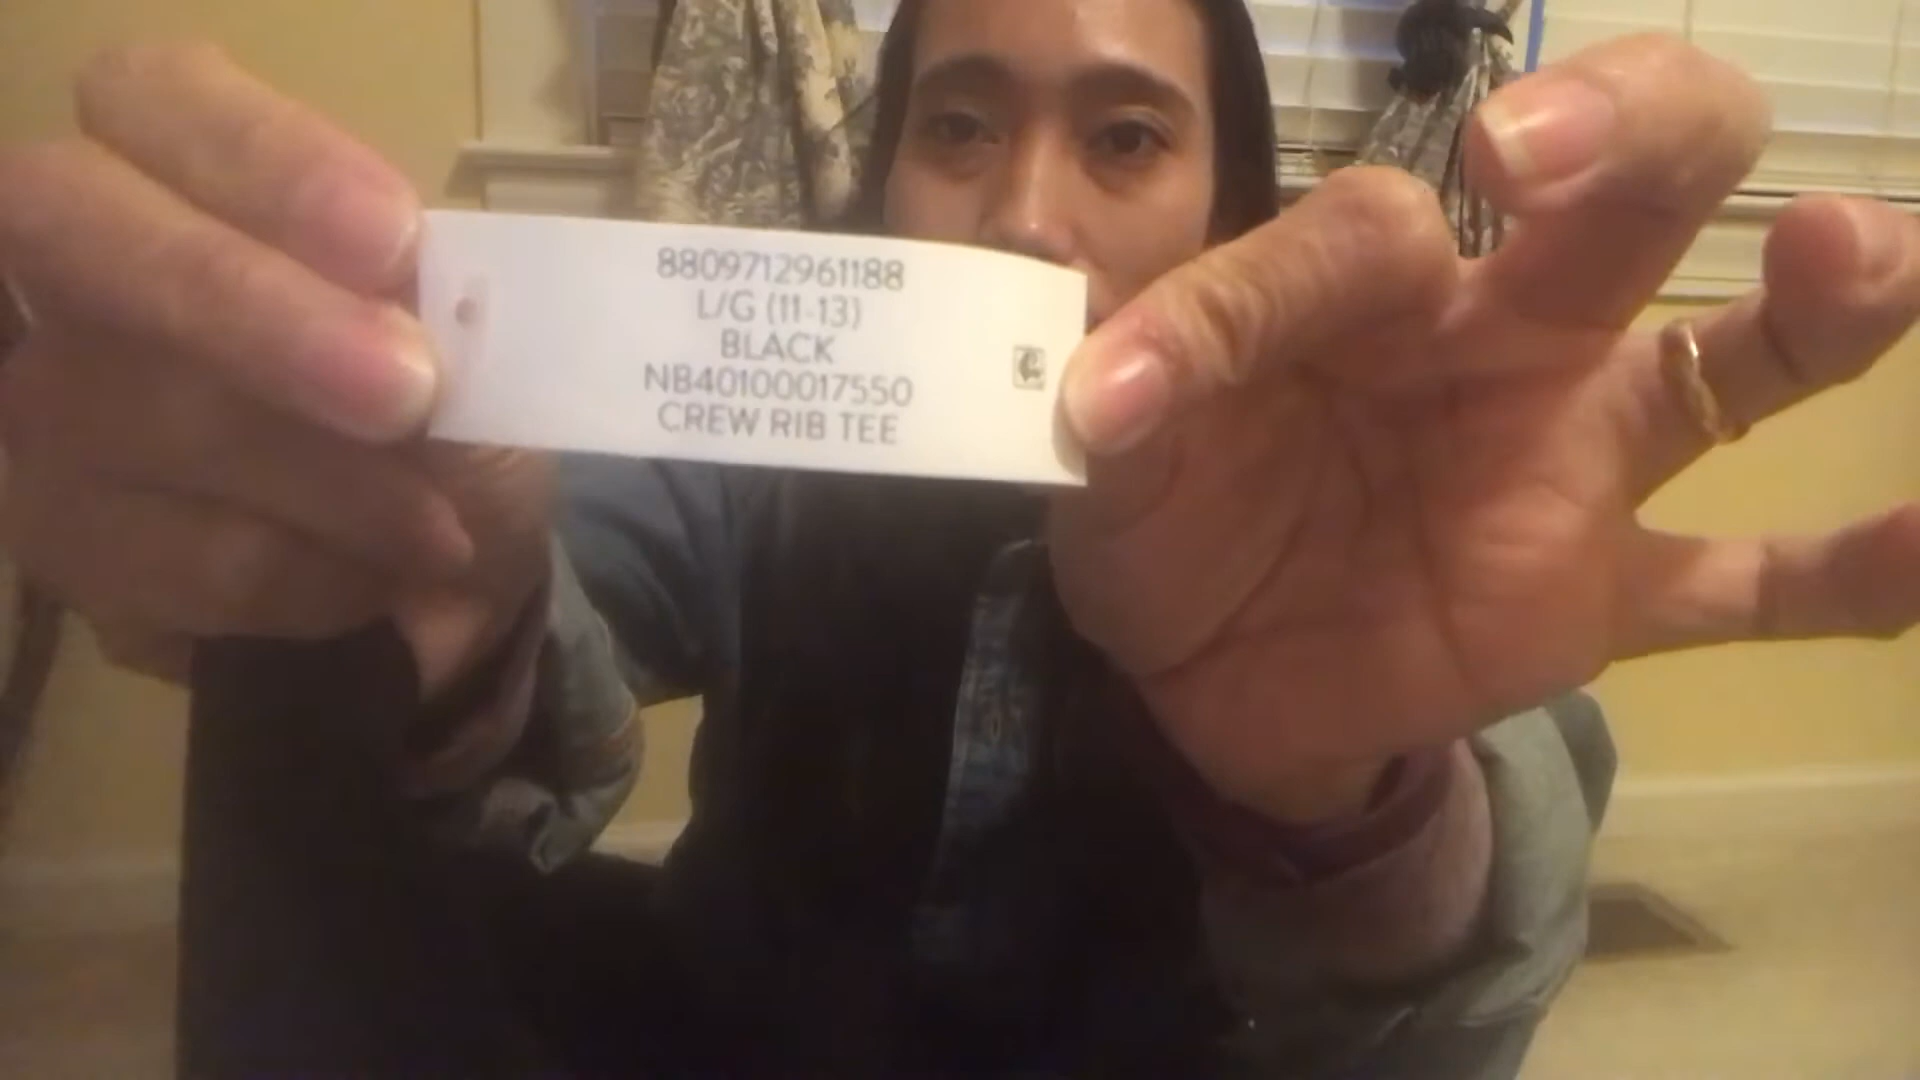 8809712961188
L/G (11-13)
BLACK
NB40100017550
CREW RIB TEE